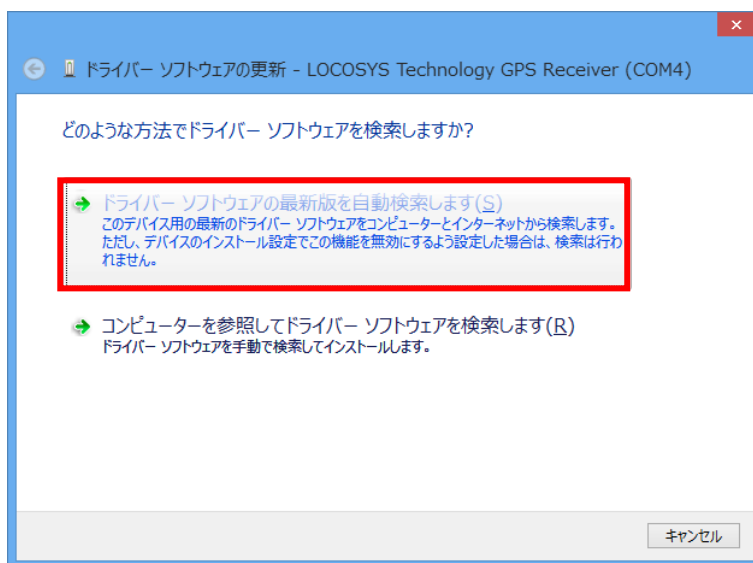 ドライバー ソフトウェアの更新 - LOCOSYS Technology GPS Receiver (COM4)
どのような方法でドライバー ソフトウェアを検索しますか?
ドライバー ソフトウェアの最新版を自動検索します(S)
このデバイス用の最新のドライバー ソフトウェアをコンピューターとインターネットから検索します。
ただし、デバイスのインストール設定でこの機能を無効にするよう設定した場合は、検索は行わ
れません。
コンピューターを参照してドライバー ソフトウェアを検索します(R)
ドライバー ソフトウェアを手動で検索してインストールします。
キャンセル